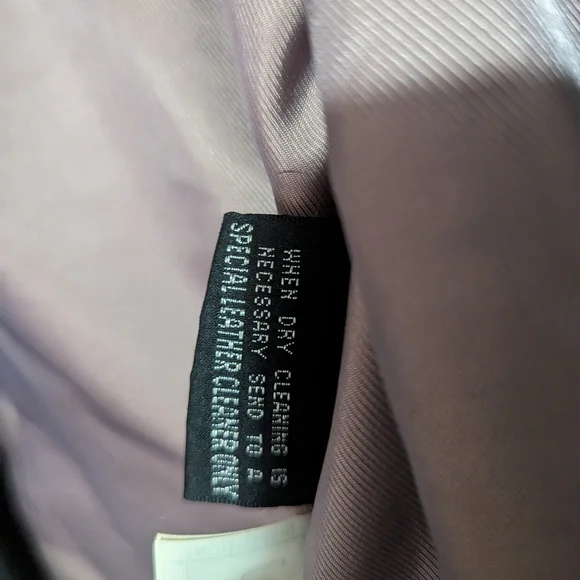 WHEN DRY CLEANING IS
NECESSARY SEND TO A
SPECIAL LEATHER CLEANER ONLY